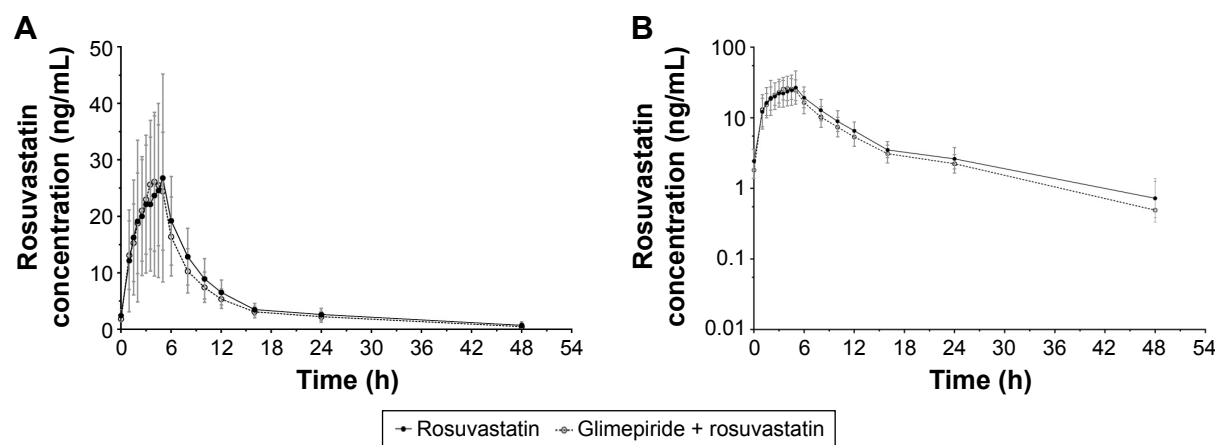 A
Rosuvastatin
concentration (ng/mL)
50
40
30
20
10
0
0 6 12 18 24 30 36 42 48 54
Time (h)
B
Rosuvastatin
concentration (ng/mL)
100
10
1
0.1
0.01
0 6 12 18 24 30 36 42 48 54
Time (h)
Rosuvastatin
Glimepiride + rosuvastatin